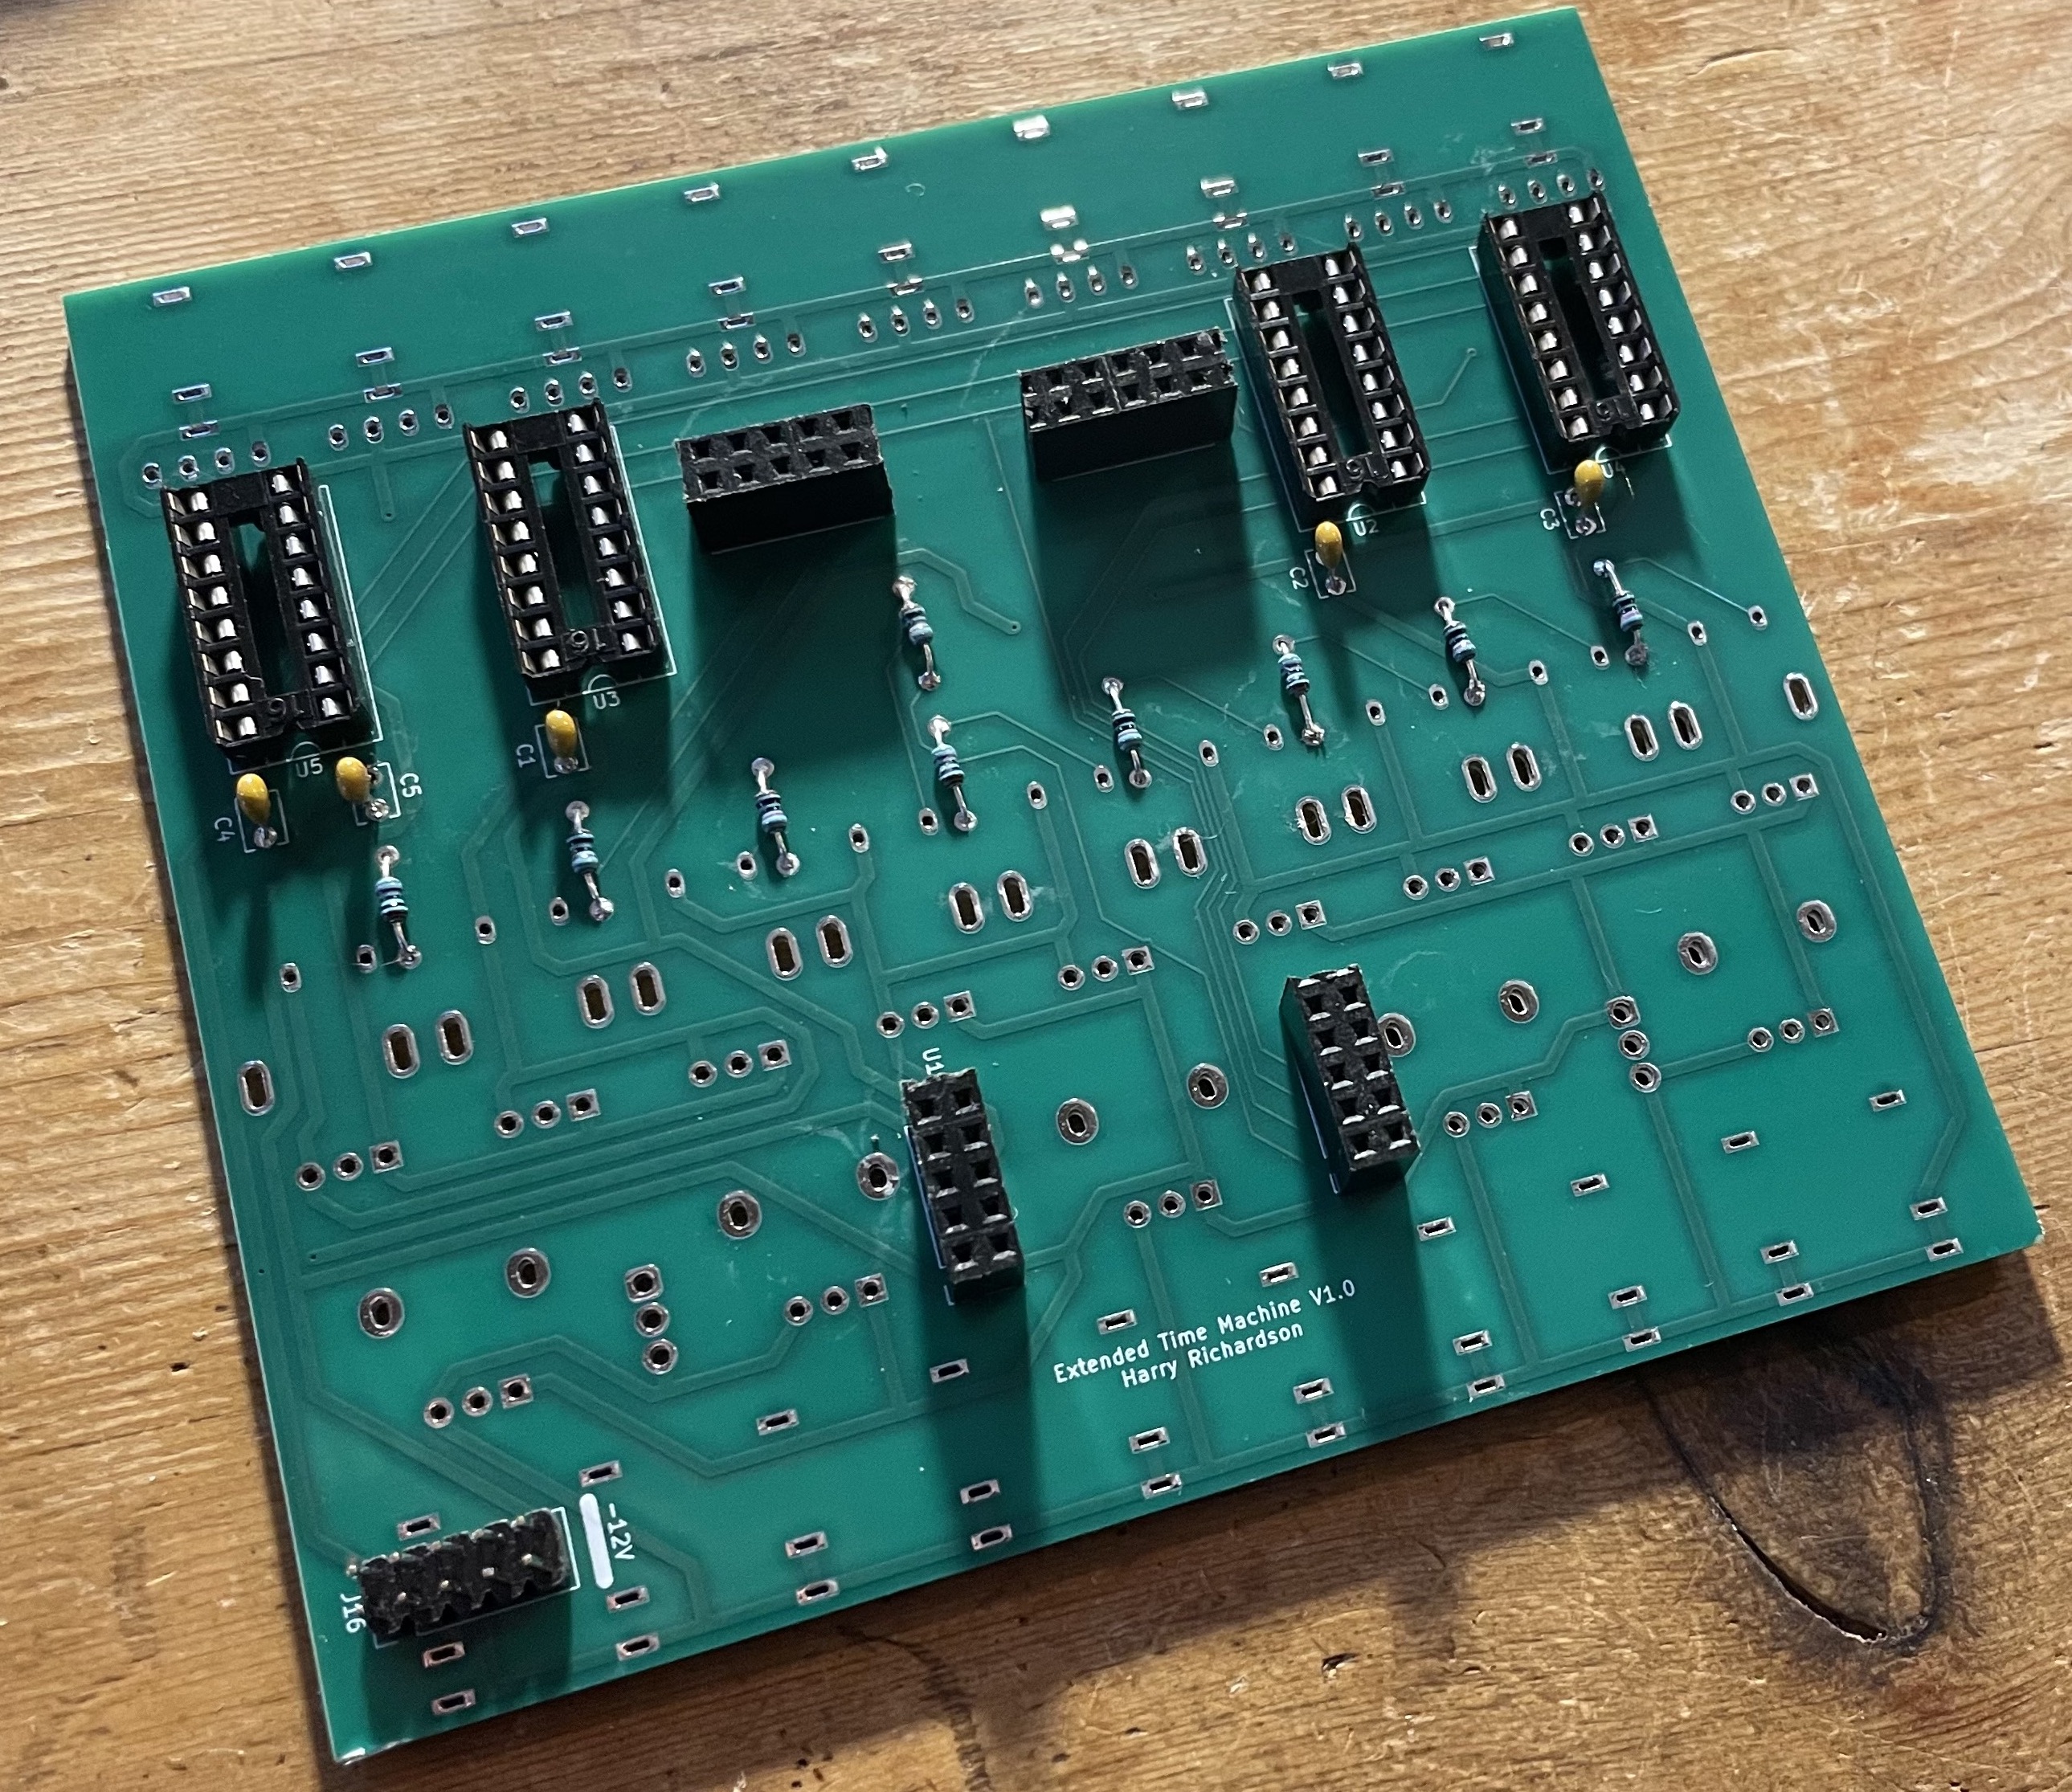 U4
C3
U2
C2
U3
C1
U5
C5
C4
U1
Extended Time Machine V1.0
Harry Richardson
-12V
J16